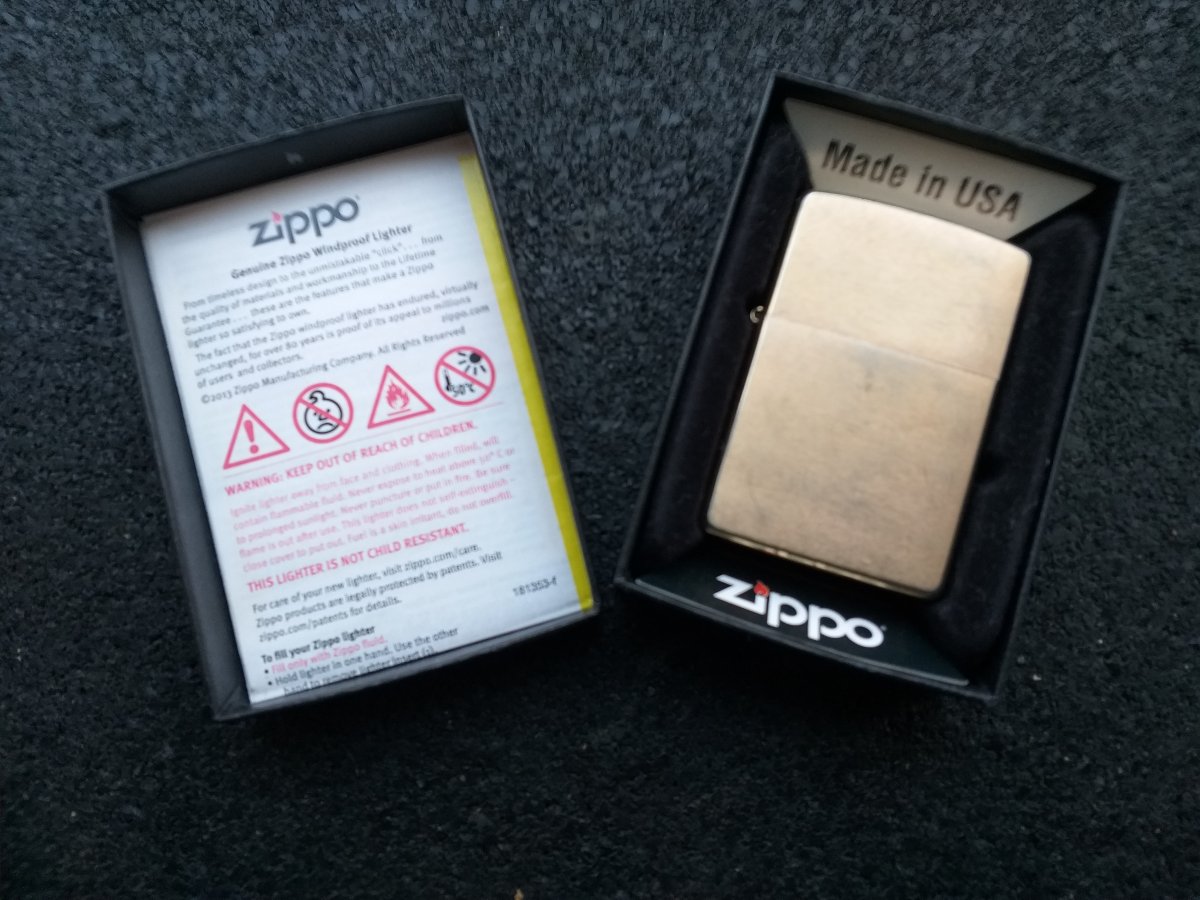 zippo®
Genuine Zippo Windproof Lighter
From timeless design to the unmistakable "click" . . . from
the quality of materials and workmanship to the Lifetime
Guarantee . . . these are the features that make a Zippo
lighter so satisfying to own.
The fact that the Zippo windproof lighter has endured, virtually
unchanged, for over 80 years is proof of its appeal to millions
of users and collectors.
zippo.com
©2013 Zippo Manufacturing Company. All Rights Reserved
50°C
WARNING: KEEP OUT OF REACH OF CHILDREN.
Ignite lighter away from face and clothing. When filled, will
contain flammable fluid. Never expose to heat above 50° C or
to prolonged sunlight. Never puncture or put in fire. Be sure
flame is out after use. This lighter does not self-extinguish –
close cover to put out. Fuel is a skin irritant, do not overfill.
THIS LIGHTER IS NOT CHILD RESISTANT.
For care of your new lighter, visit zippo.com/care.
Zippo products are legally protected by patents. Visit
zippo.com/patents for details.
181353-f
To fill your Zippo lighter
• Fill only with Zippo fluid.
• Hold lighter in one hand. Use the other
hand to remove lighter insert (s).
Made in USA
zippo®